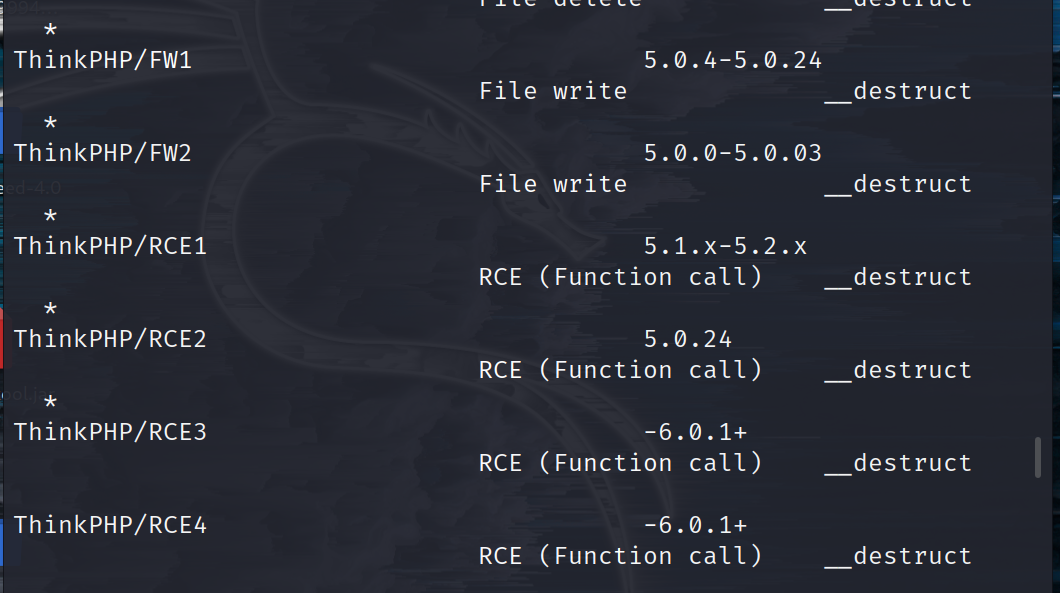 File delete __destruct
*
ThinkPHP/FW1 5.0.4-5.0.24
File write __destruct
*
ThinkPHP/FW2 5.0.0-5.0.03
File write __destruct
*
ThinkPHP/RCE1 5.1.x-5.2.x
RCE (Function call) __destruct
*
ThinkPHP/RCE2 5.0.24
RCE (Function call) __destruct
*
ThinkPHP/RCE3 -6.0.1+
RCE (Function call) __destruct
ThinkPHP/RCE4 -6.0.1+
RCE (Function call) __destruct